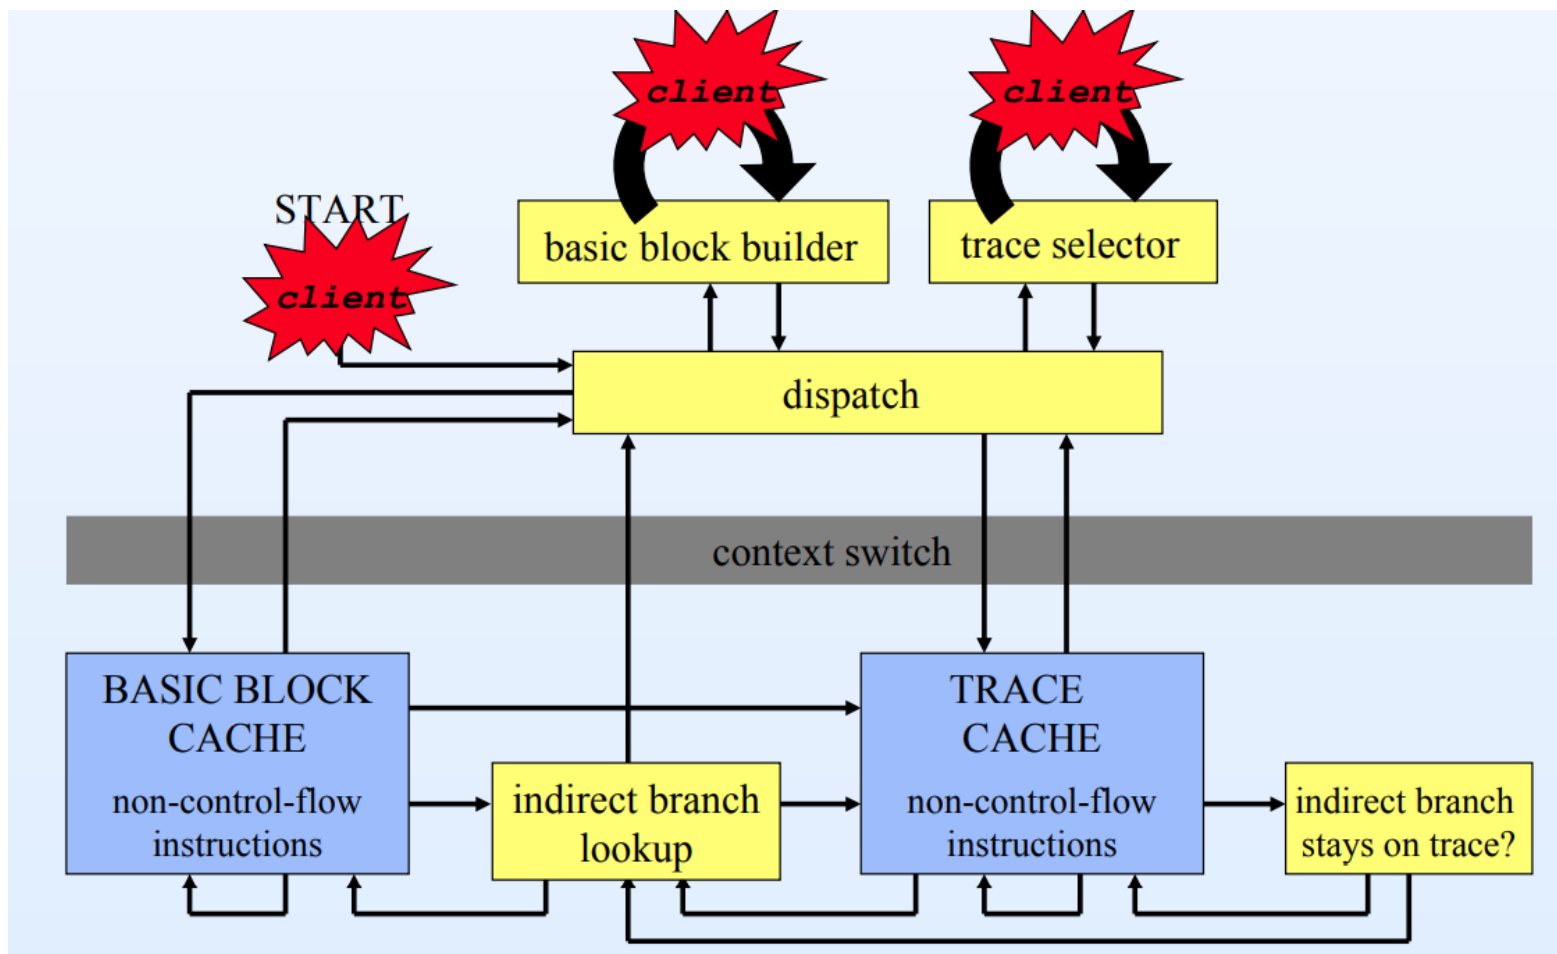 client
client
START
client
basic block builder
trace selector
dispatch
context switch
BASIC BLOCK
CACHE
non-control-flow
instructions
indirect branch
lookup
TRACE
CACHE
non-control-flow
instructions
indirect branch
stays on trace?